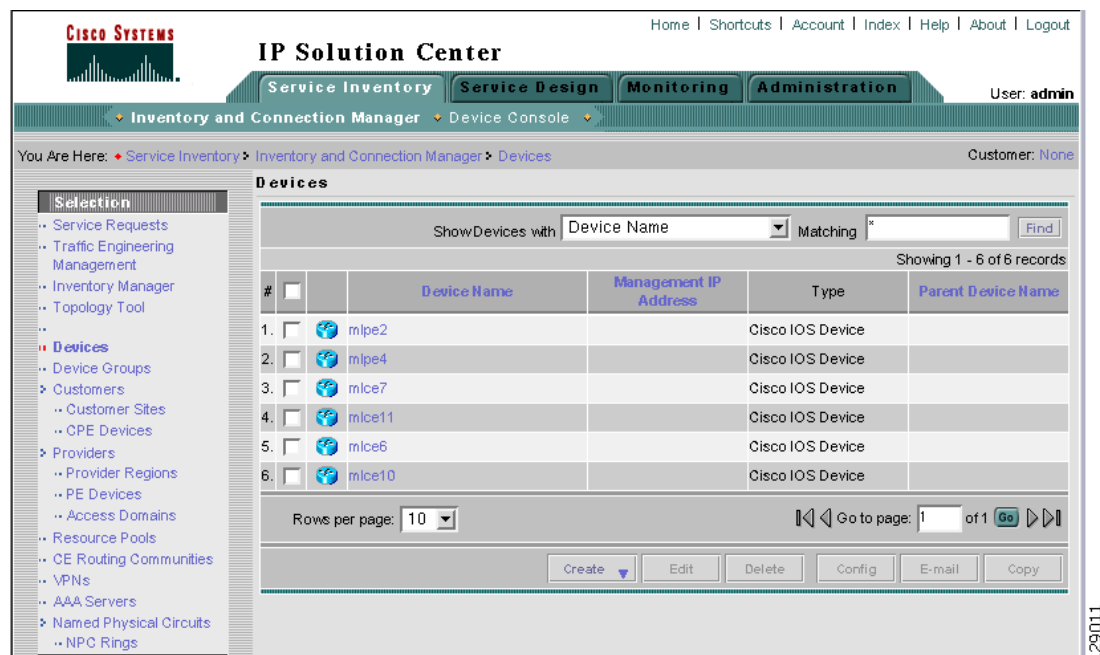 CISCO SYSTEMS
Home | Shortcuts | Account | Index | Help | About | Logout
IP Solution Center
Service Inventory Service Design Monitoring Administration
User: admin
Inventory and Connection Manager Device Console
You Are Here: Service Inventory Inventory and Connection Manager Devices
Customer: None
Selection
Service Requests
Traffic Engineering
Management
Inventory Manager
Topology Tool
Devices
Device Groups
Customers
Customer Sites
CPE Devices
Providers
Provider Regions
PE Devices
Access Domains
Resource Pools
CE Routing Communities
VPNs
AAA Servers
Named Physical Circuits
NPC Rings
Devices
Show Devices with Device Name Matching * Find
Showing 1 - 6 of 6 records
# Device Name Management IP Address Type Parent Device Name
1. mlpe2 Cisco IOS Device
2. mlpe4 Cisco IOS Device
3. mlce7 Cisco IOS Device
4. mlce11 Cisco IOS Device
5. mlce6 Cisco IOS Device
6. mlce10 Cisco IOS Device
Rows per page: 10 Go to page: 1 of 1 Go
Create Edit Delete Config E-mail Copy
29011